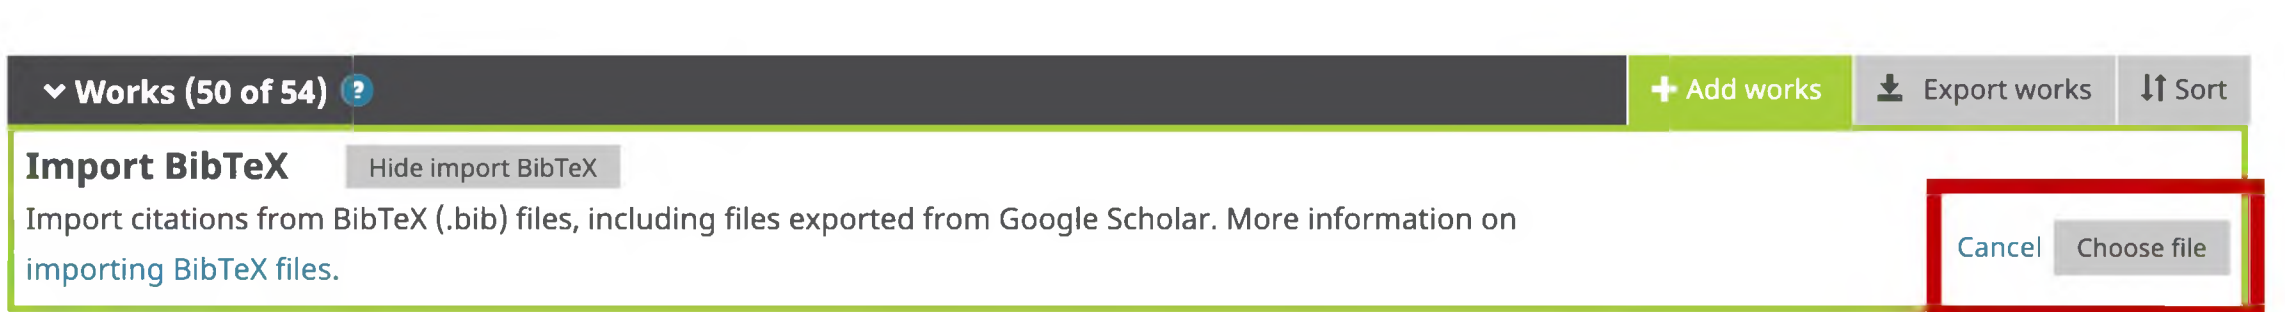 Works (50 of 54) ?
Add works
Export works
Sort
Import BibTeX
Hide import BibTeX
Import citations from BibTeX (.bib) files, including files exported from Google Scholar. More information on
importing BibTeX files.
Cancel
Choose file